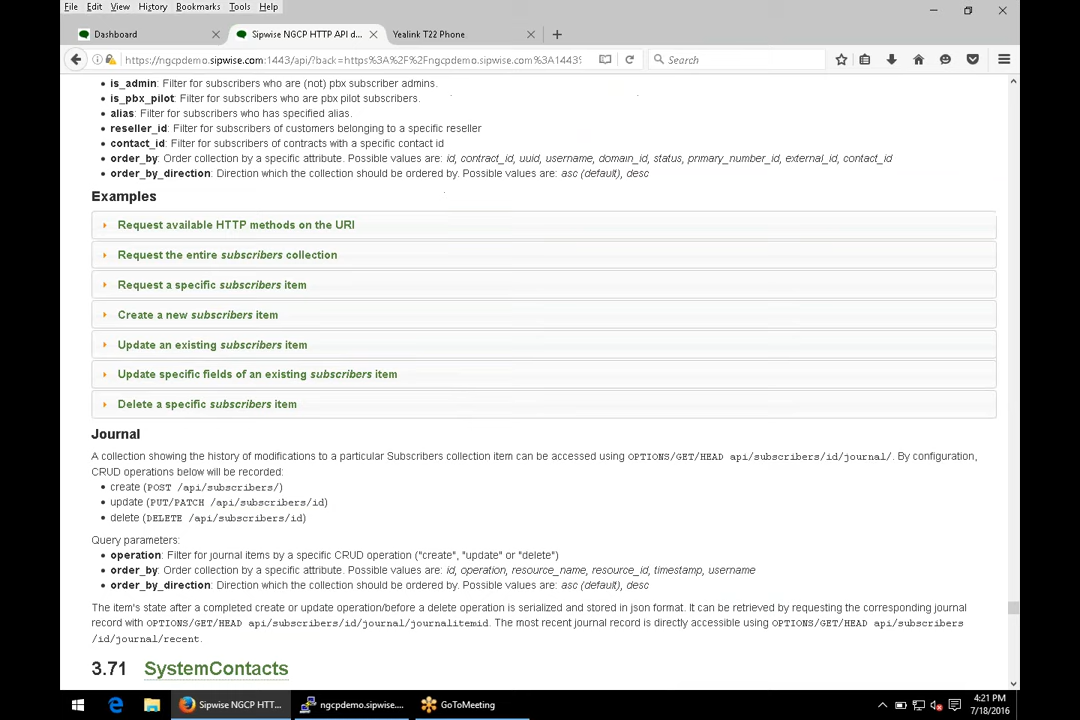 File Edit View History Bookmarks Tools Help
Dashboard Sipwise NGCP HTTP API d... Yealink T22 Phone
https://ngcpdemo.sipwise.com:1443/api/?back=https%3A%2F%2Fngcpdemo.sipwise.com%3A1443% Search
• is_admin: Filter for subscribers who are (not) pbx subscriber admins.
• is_pbx_pilot: Filter for subscribers who are pbx pilot subscribers.
• alias: Filter for subscribers who has specified alias.
• reseller_id: Filter for subscribers of customers belonging to a specific reseller
• contact_id: Filter for subscribers of contracts with a specific contact id
• order_by: Order collection by a specific attribute. Possible values are: id, contract_id, uuid, username, domain_id, status, primary_number_id, external_id, contact_id
• order_by_direction: Direction which the collection should be ordered by. Possible values are: asc (default), desc
Examples
Request available HTTP methods on the URI
Request the entire subscribers collection
Request a specific subscribers item
Create a new subscribers item
Update an existing subscribers item
Update specific fields of an existing subscribers item
Delete a specific subscribers item
Journal
A collection showing the history of modifications to a particular Subscribers collection item can be accessed using OPTIONS/GET/HEAD api/subscribers/id/journal/. By configuration,
CRUD operations below will be recorded:
• create (POST /api/subscribers/)
• update (PUT/PATCH /api/subscribers/id)
• delete (DELETE /api/subscribers/id)
Query parameters:
• operation: Filter for journal items by a specific CRUD operation ("create", "update" or "delete")
• order_by: Order collection by a specific attribute. Possible values are: id, operation, resource_name, resource_id, timestamp, username
• order_by_direction: Direction which the collection should be ordered by. Possible values are: asc (default), desc
The item's state after a completed create or update operation/before a delete operation is serialized and stored in json format. It can be retrieved by requesting the corresponding journal
record with OPTIONS/GET/HEAD api/subscribers/id/journal/journalitemid. The most recent journal record is directly accessible using OPTIONS/GET/HEAD api/subscribers
/id/journal/recent.
3.71 SystemContacts
Sipwise NGCP HTT... ngcpdemo.sipwise.... GoToMeeting
4:21 PM
7/18/2016